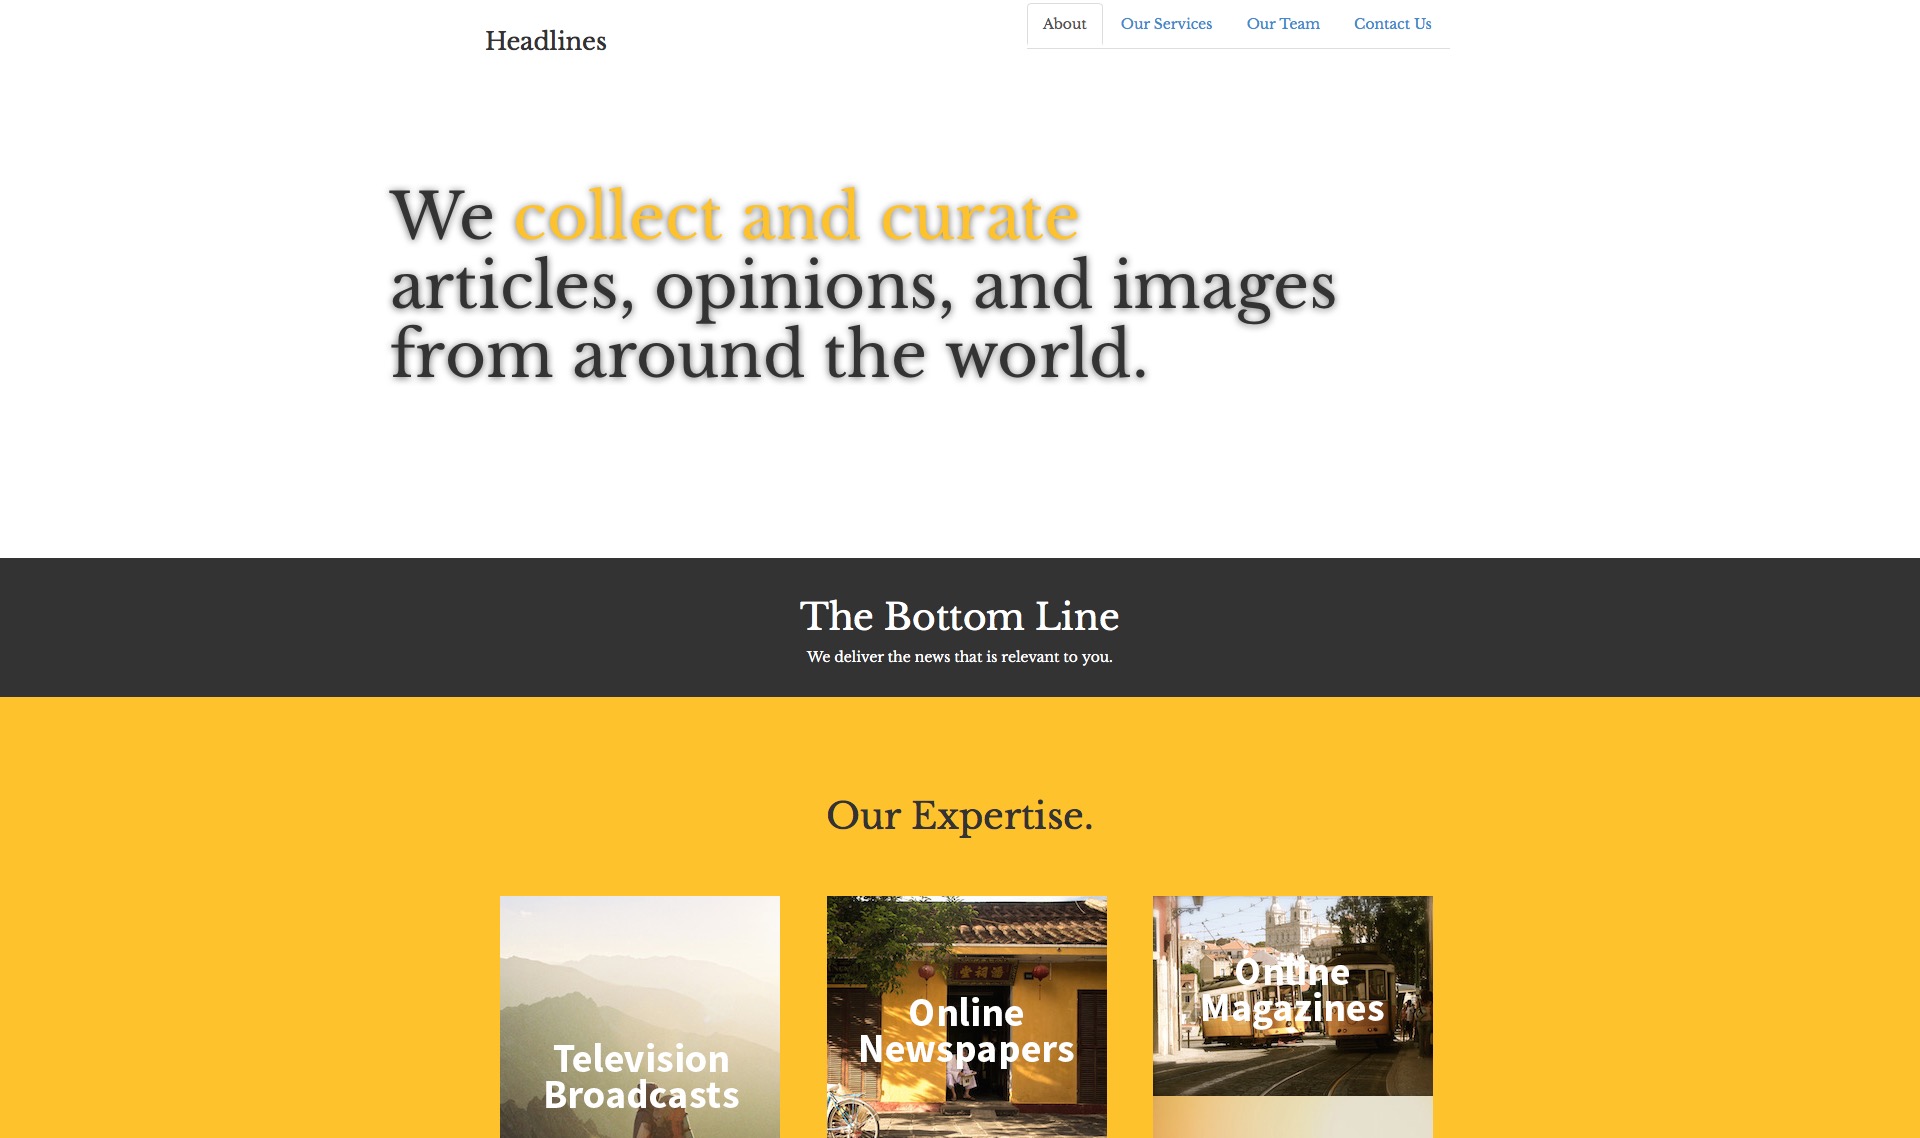 Headlines
About
Our Services
Our Team
Contact Us
We collect and curate
articles, opinions, and images
from around the world.
The Bottom Line
We deliver the news that is relevant to you.
Our Expertise.
Television
Broadcasts
Online
Newspapers
Online
Magazines